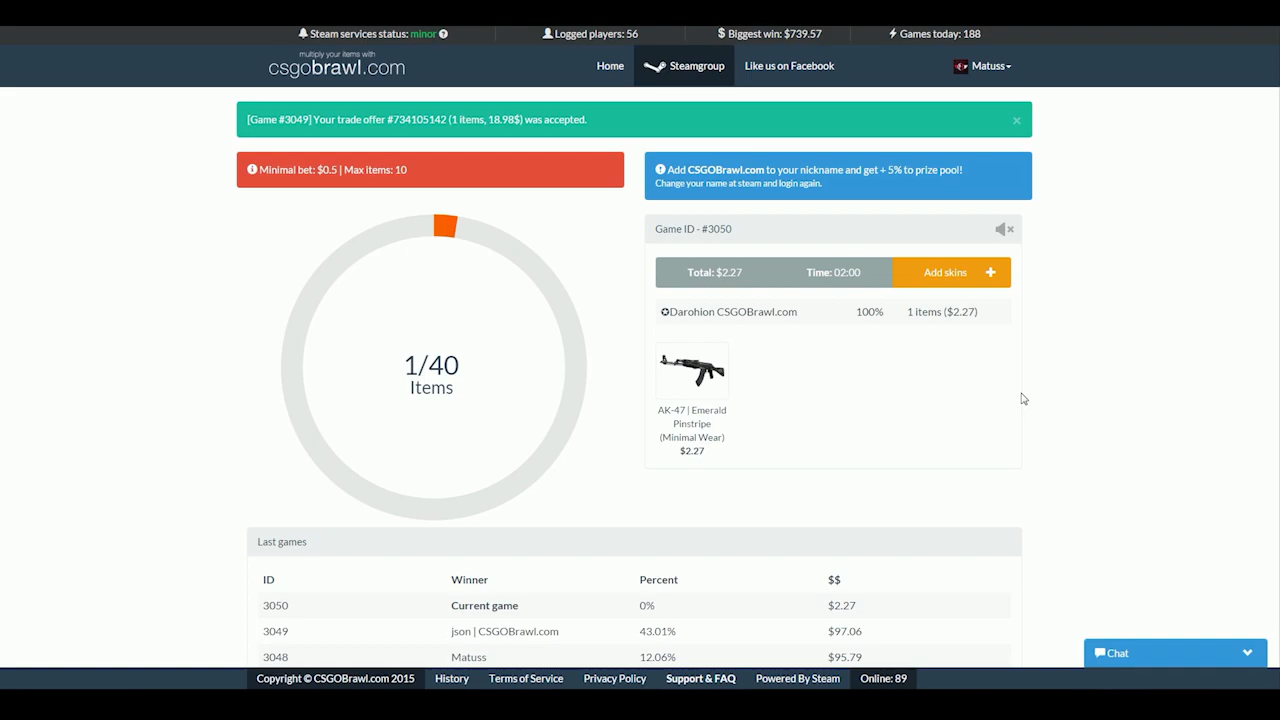 Steam services status: minor
Logged players: 56
Biggest win: $739.57
Games today: 188
multiply your items with
csgobrawl.com
Home
Steamgroup
Like us on Facebook
Matuss
[Game #3049] Your trade offer #734105142 (1 items, 18.98$) was accepted.
×
Minimal bet: $0.5 | Max items: 10
Add CSGOBrawl.com to your nickname and get + 5% to prize pool!
Change your name at steam and login again.
1/40
Items
Game ID - #3050
Total: $2.27
Time: 02:00
Add skins +
Darohion CSGOBrawl.com 100% 1 items ($2.27)
AK-47 | Emerald
Pinstripe
(Minimal Wear)
$2.27
Last games
ID Winner Percent $$
3050 Current game 0% $2.27
3049 json | CSGOBrawl.com 43.01% $97.06
3048 Matuss 12.06% $95.79
Chat
Copyright © CSGOBrawl.com 2015
History
Terms of Service
Privacy Policy
Support & FAQ
Powered By Steam
Online: 89